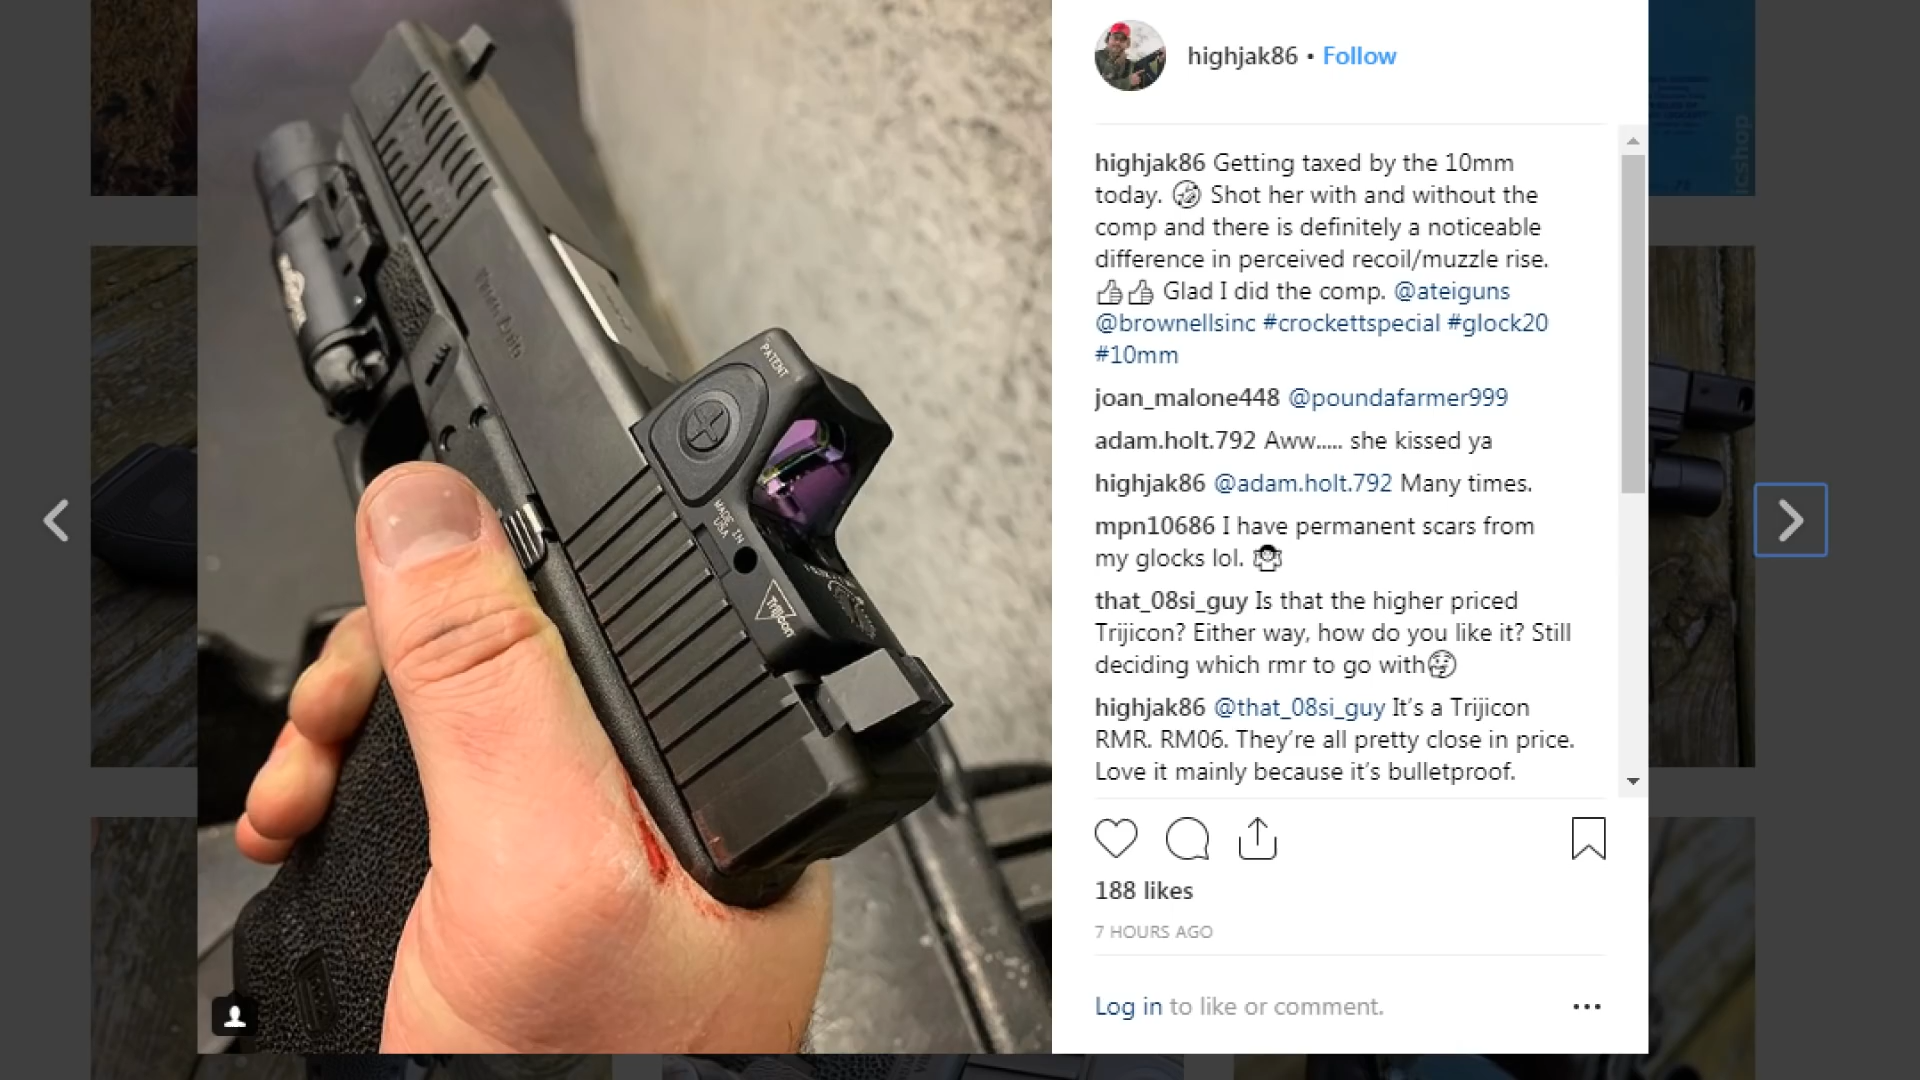 PATENT
MADE IN
USA
Trijicon
highjak86 • Follow
highjak86 Getting taxed by the 10mm
today. 🤣 Shot her with and without the
comp and there is definitely a noticeable
difference in perceived recoil/muzzle rise.
👍👍 Glad I did the comp. @ateiguns
@brownellsinc #crockettspecial #glock20
#10mm
joan_malone448 @poundafarmer999
adam.holt.792 Aww..... she kissed ya
highjak86 @adam.holt.792 Many times.
mpn10686 I have permanent scars from
my glocks lol.
that_08si_guy Is that the higher priced
Trijicon? Either way, how do you like it? Still
deciding which rmr to go with
highjak86 @that_08si_guy It’s a Trijicon
RMR. RM06. They’re all pretty close in price.
Love it mainly because it’s bulletproof.
188 likes
7 HOURS AGO
Log in to like or comment.
icshop